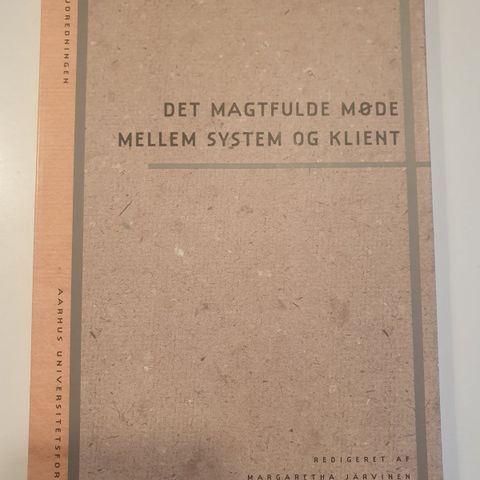 UDREDNINGEN
DET MAGTFULDE MØDE
MELLEM SYSTEM OG KLIENT
AARHUS UNIVERSITETSFOR
REDIGERET AF
MARGARETHA JÄRVINEN